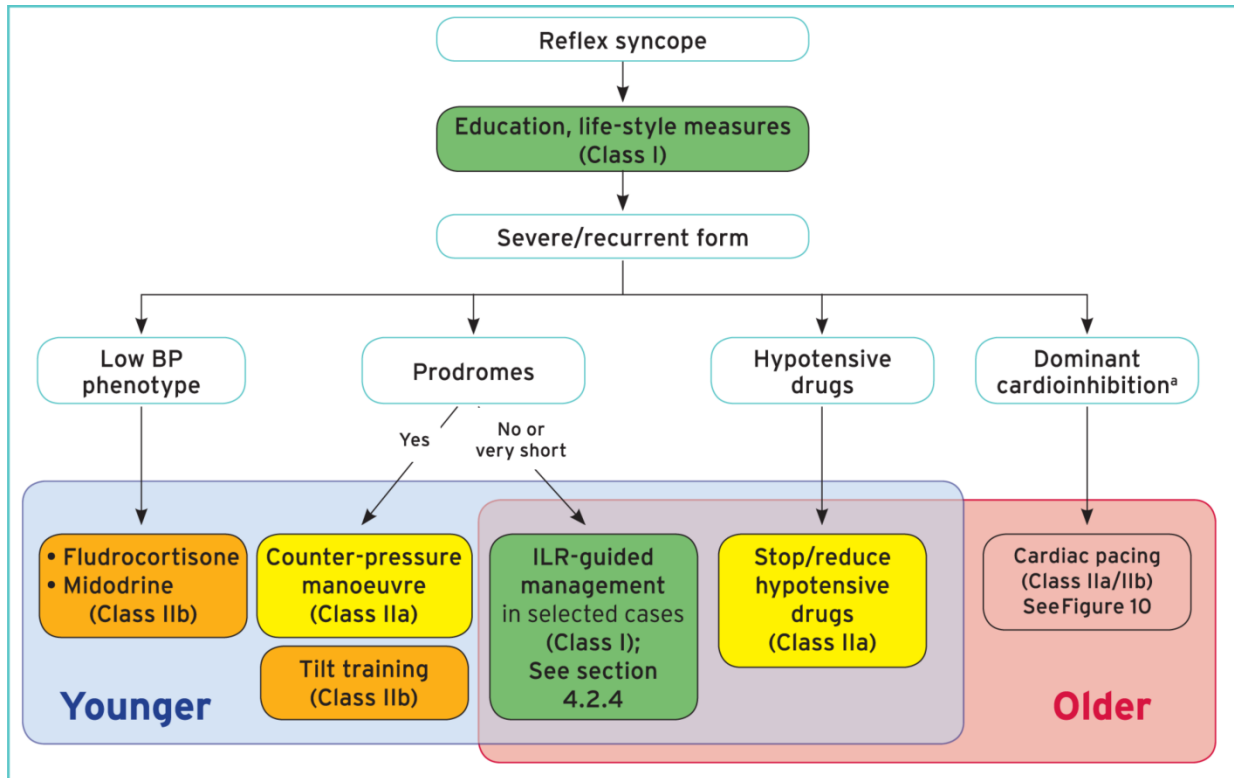 Reflex syncope
Education, life-style measures
(Class I)
Severe/recurrent form
Low BP
phenotype
Prodromes
Hypotensive
drugs
Dominant
cardioinhibitionᵃ
Yes
No or
very short
• Fludrocortisone
• Midodrine
(Class IIb)
Counter-pressure
manoeuvre
(Class IIa)
Tilt training
(Class IIb)
ILR-guided
management
in selected cases
(Class I);
See section
4.2.4
Stop/reduce
hypotensive
drugs
(Class IIa)
Cardiac pacing
(Class IIa/IIb)
See Figure 10
Younger
Older